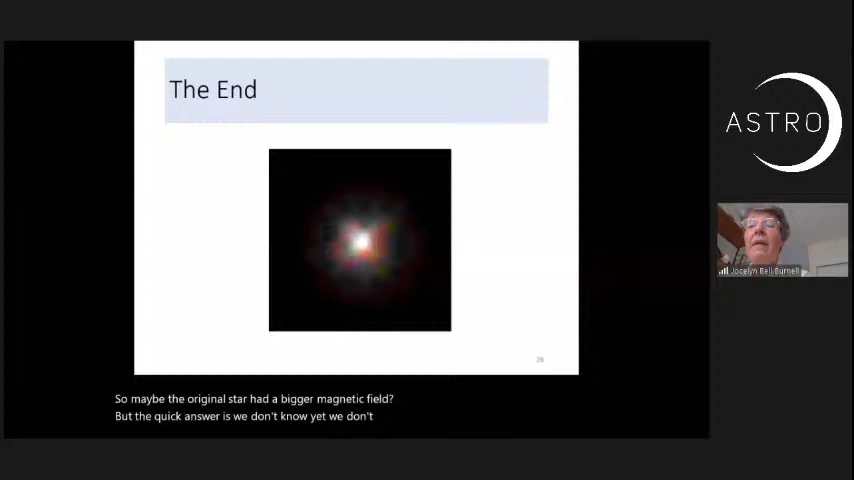 The End
28
So maybe the original star had a bigger magnetic field?
But the quick answer is we don't know yet we don't
ASTRO
Jocelyn Bell Burnell